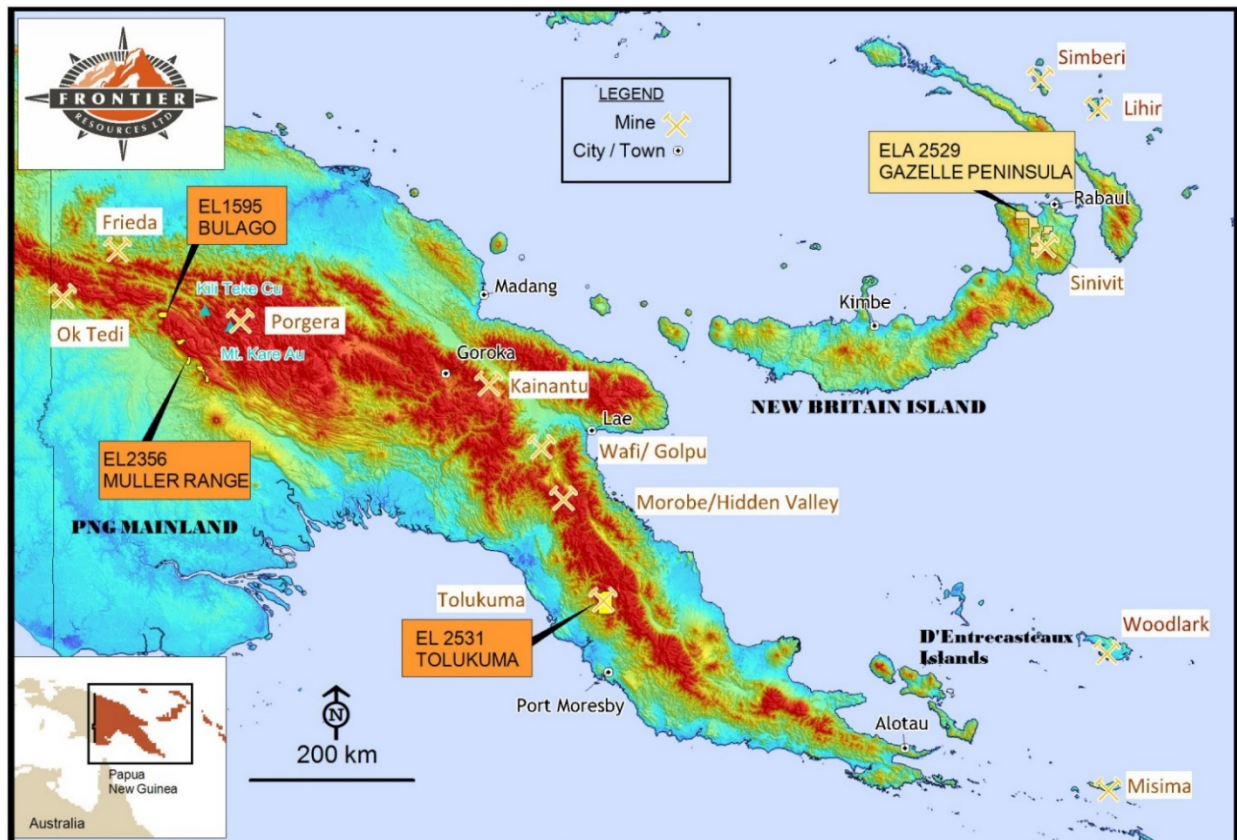 FRONTIER
RESOURCES LTD
LEGEND
Mine
City / Town
Simberi
Lihir
ELA 2529
GAZELLE PENINSULA
Rabaul
EL1595
BULAGO
Frieda
Kili Teke Cu
Madang
Sinivit
Ok Tedi
Porgera
Kimbe
Mt. Kare Au
Goroka
Kainantu
NEW BRITAIN ISLAND
Lae
EL2356
MULLER RANGE
Wafi/ Golpu
Morobe/Hidden Valley
PNG MAINLAND
Tolukuma
EL 2531
TOLUKUMA
D'Entrecasteaux
Islands
Woodlark
Port Moresby
N
200 km
Alotau
Misima
Papua
New Guinea
Australia